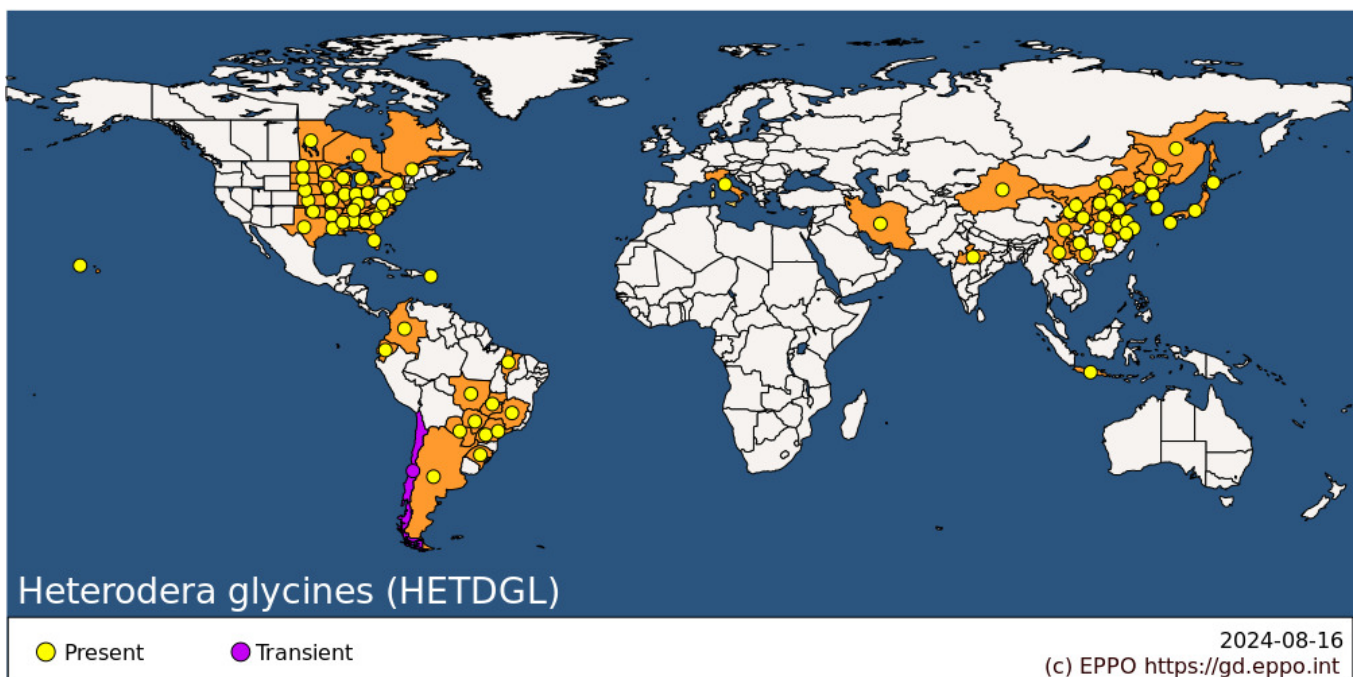 Heterodera glycines (HETDGL)
Present
Transient
2024-08-16
(c) EPPO https://gd.eppo.int